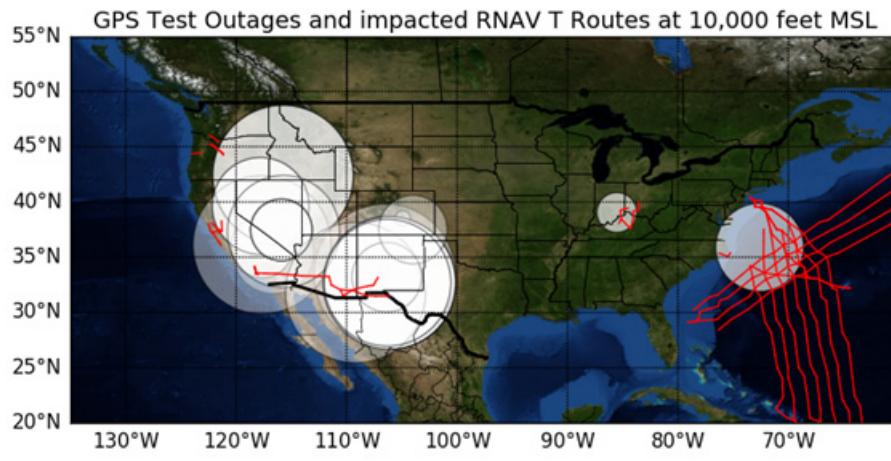 GPS Test Outages and impacted RNAV T Routes at 10,000 feet MSL
55°N
50°N
45°N
40°N
35°N
30°N
25°N
20°N
130°W 120°W 110°W 100°W 90°W 80°W 70°W